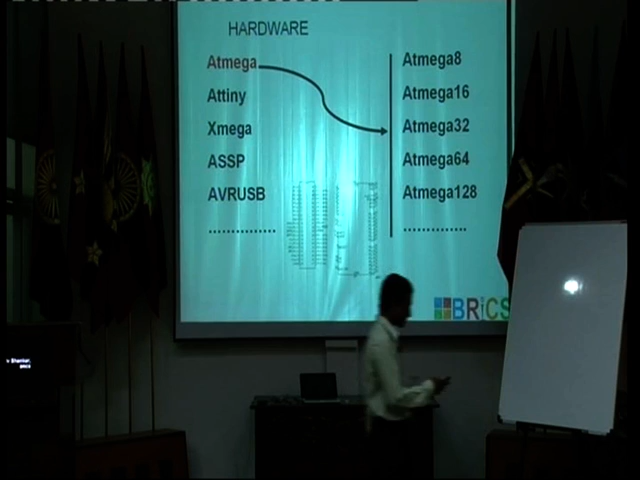 HARDWARE
Atmega
Attiny
Xmega
ASSP
AVRUSB
....................
Atmega8
Atmega16
Atmega32
Atmega64
Atmega128
...................
BRiCS